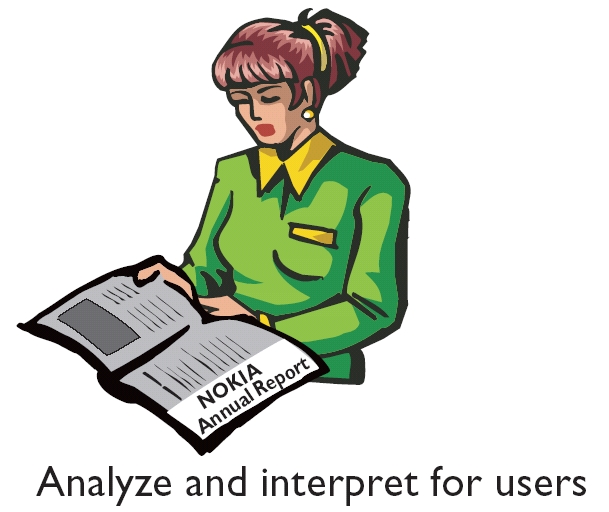 NOKIA
Annual Report
Analyze and interpret for users